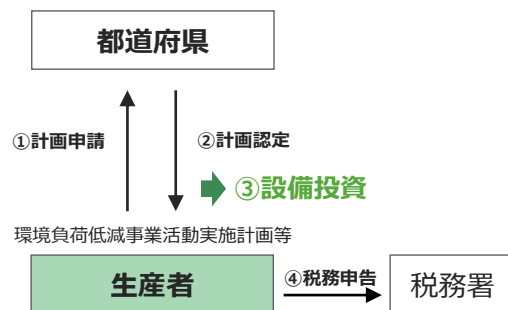 都道府県
①計画申請
②計画認定
③設備投資
環境負荷低減事業活動実施計画等
生産者
④税務申告
税務署